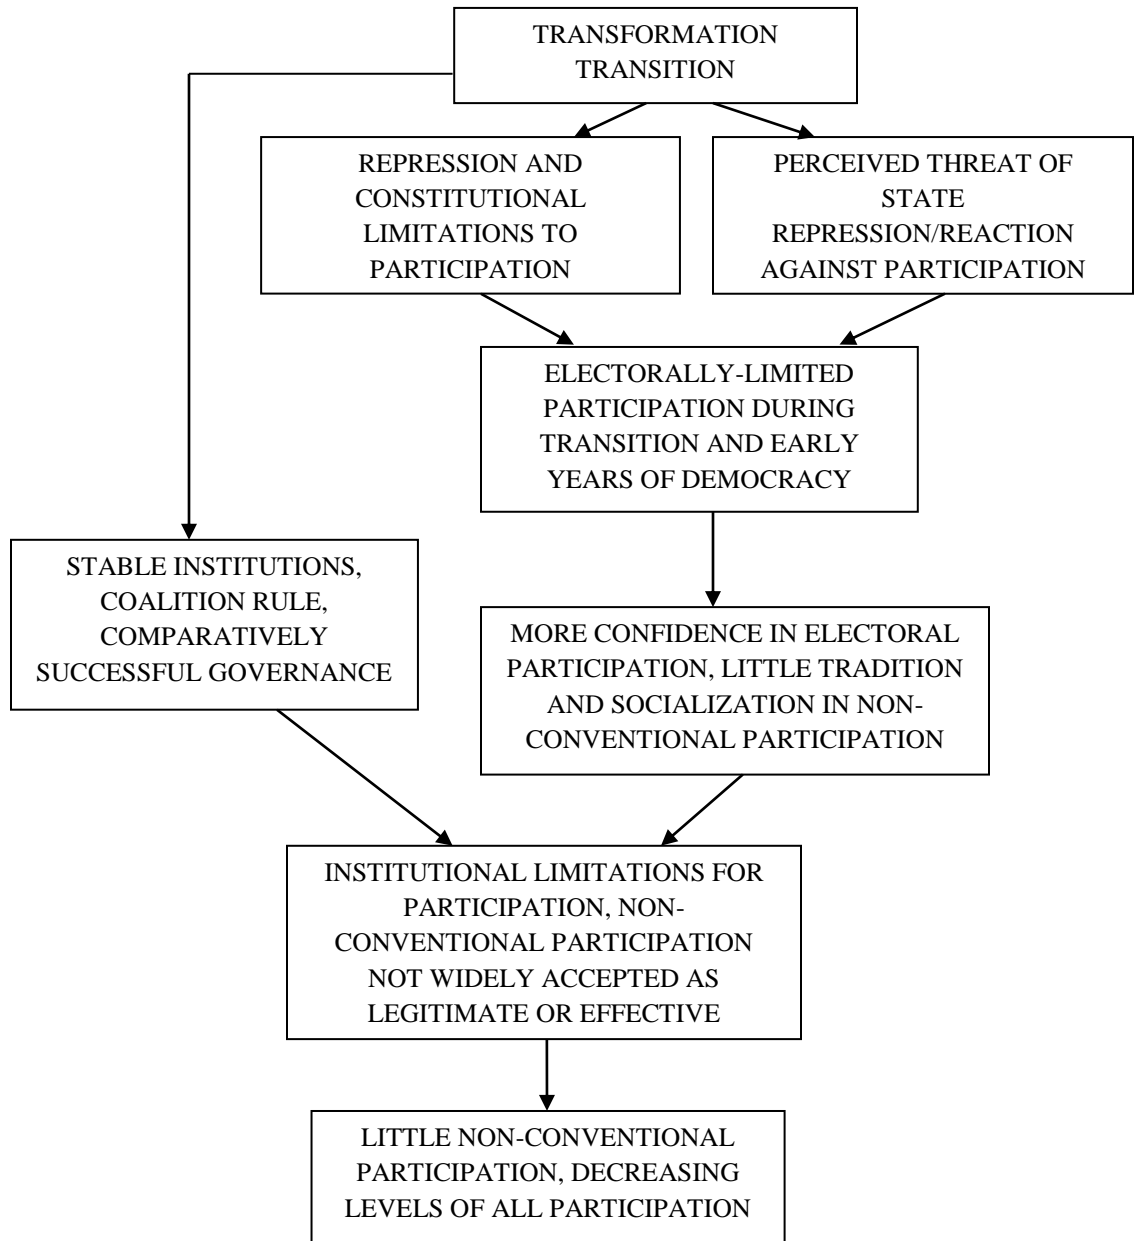 TRANSFORMATION
TRANSITION
REPRESSION AND
CONSTITUTIONAL
LIMITATIONS TO
PARTICIPATION
PERCEIVED THREAT OF
STATE
REPRESSION/REACTION
AGAINST PARTICIPATION
ELECTORALLY-LIMITED
PARTICIPATION DURING
TRANSITION AND EARLY
YEARS OF DEMOCRACY
STABLE INSTITUTIONS,
COALITION RULE,
COMPARATIVELY
SUCCESSFUL GOVERNANCE
MORE CONFIDENCE IN ELECTORAL
PARTICIPATION, LITTLE TRADITION
AND SOCIALIZATION IN NON-
CONVENTIONAL PARTICIPATION
INSTITUTIONAL LIMITATIONS FOR
PARTICIPATION, NON-
CONVENTIONAL PARTICIPATION
NOT WIDELY ACCEPTED AS
LEGITIMATE OR EFFECTIVE
LITTLE NON-CONVENTIONAL
PARTICIPATION, DECREASING
LEVELS OF ALL PARTICIPATION